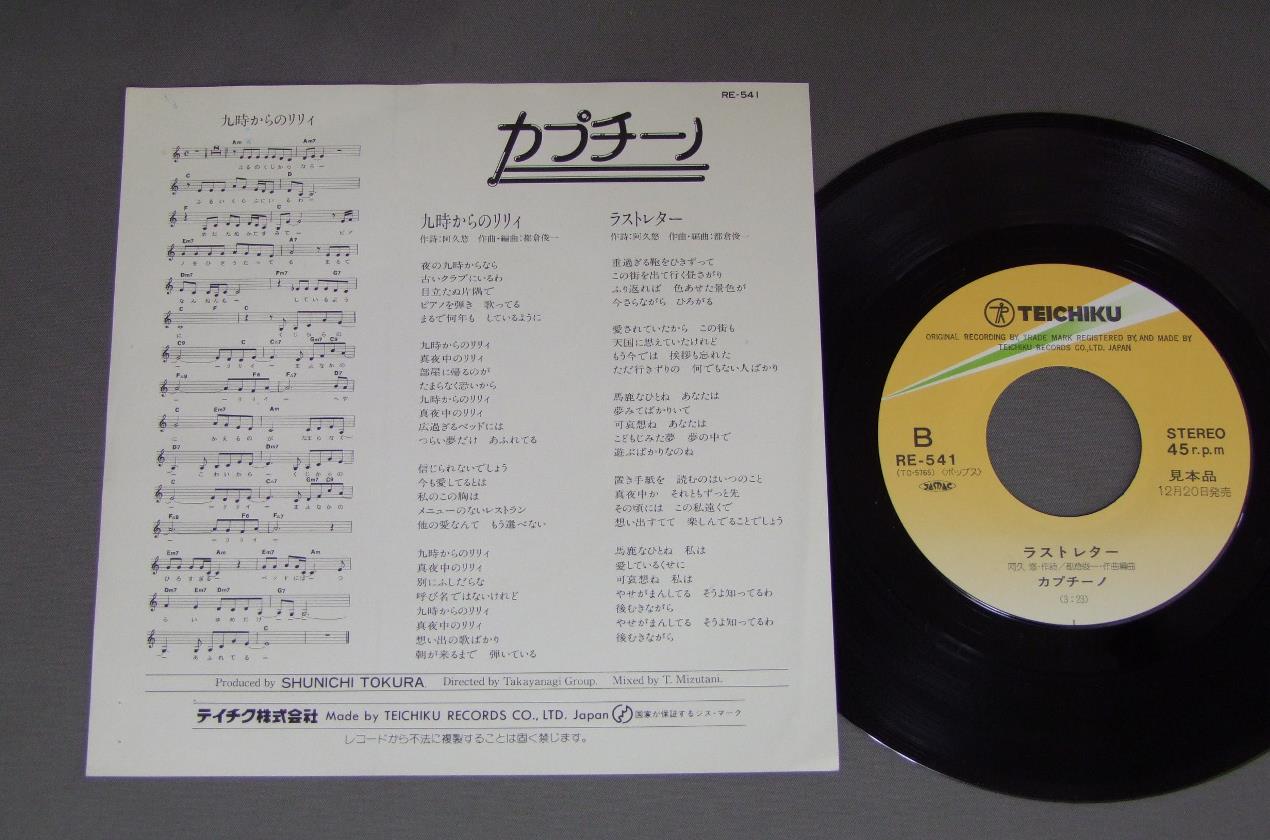 RE-541
九時からのリリィ
カプチーノ
九時からのリリィ
作詩:阿久悠 作曲・編曲:都倉俊一
夜の九時からなら
古いクラブにいるわ
目立たぬ片隅で
ピアノを弾き 歌ってる
まるで何年も しているように
九時からのリリィ
真夜中のリリィ
部屋に帰るのが
たまらなく恐いから
九時からのリリィ
真夜中のリリィ
広過ぎるベッドには
つらい夢だけ あふれてる
信じられないでしょう
今も愛してるとは
私のこの胸は
メニューのないレストラン
他の愛なんて もう選べない
九時からのリリィ
真夜中のリリィ
別にふしだらな
呼び名ではないけれど
九時からのリリィ
真夜中のリリィ
想い出の歌ばかり
朝が来るまで 弾いている
ラストレター
作詩:阿久悠 作曲・編曲:都倉俊一
重過ぎる鞄をひきずって
この街を出て行く昼さがり
ふり返れば 色あせた景色が
今さらながら ひろがる
愛されていたから この街も
天国に思えていたけれど
もう今では 挨拶も忘れた
ただ行きずりの 何でもない人ばかり
馬鹿なひとね あなたは
夢みてばかりいて
可哀想ね あなたは
こどもじみた夢 夢の中で
遊ぶばかりなのね
置き手紙を 読むのはいつのこと
真夜中か それともずっと先
その頃には この私遠くで
想い出すてて 楽しんでることでしょう
馬鹿なひとね 私は
愛しているくせに
可哀想ね 私は
やせがまんしてる そうよ知ってるわ
後むきながら
やせがまんしてる そうよ知ってるわ
後むきながら
Produced by SHUNICHI TOKURA. Directed by Takayanagi Group. Mixed by T. Mizutani.
テイチク株式会社 Made by TEICHIKU RECORDS CO., LTD. Japan 国家が保証するジス・マーク
レコードから不法に複製することは固く禁じます。
TEICHIKU
ORIGINAL RECORDING BY, TRADE MARK REGISTERED BY, AND MADE BY
TEICHIKU RECORDS CO., LTD. JAPAN
B
RE-541
(TO-5765)〈ポップス〉
STEREO
45 r.p.m
見本品
12月20日発売
ラストレター
阿久 悠・作詩/都倉俊一・作曲編曲
カプチーノ
(3:23)